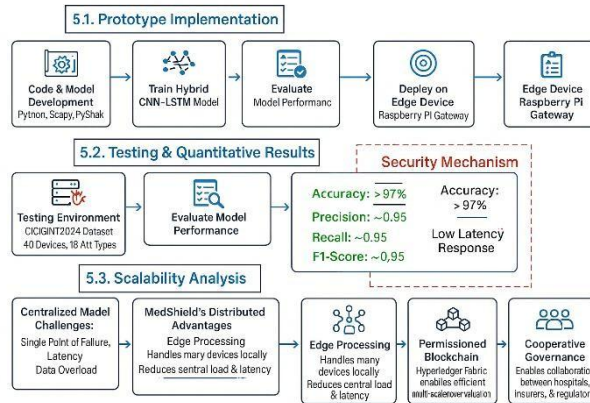 5.1. Prototype Implementation
Code & Model
Development
Pytnon, Scapy, PyShak
Train Hybrid
CNN-LSTM Model
Evaluate
Model Performanc
Deploy on
Edge Device
Raspberry PI Gateway
Edge Device
Raspberry Pi
Gateway
5.2. Testing & Quantitative Results
Testing Environment
CICIGINT2024 Dataset
40 Devices, 18 Att Types
Evaluate Model
Performance
Security Mechanism
Accuracy: >97%
Precision: ~0.95
Recall: ~0.95
F1-Score: ~0,95
Accuracy:
> 97%
Low Latency
Response
5.3. Scalability Analysis
Centralized Madel
Challenges:
Single Point of Failure,
Latency
Data Overload
MedShield's Distributed
Advantages
Edge Processing
Handles many devices locally
Reduces sentral load & latency
Edge Processing
Handles many
devices locally
Reduces central
load & latency
Permissioned
Blockchain
Hyperledger Fabric
enables efficient
Cooperative
Governance
Enables collaboration
between hospitals,
insurers, & regulators